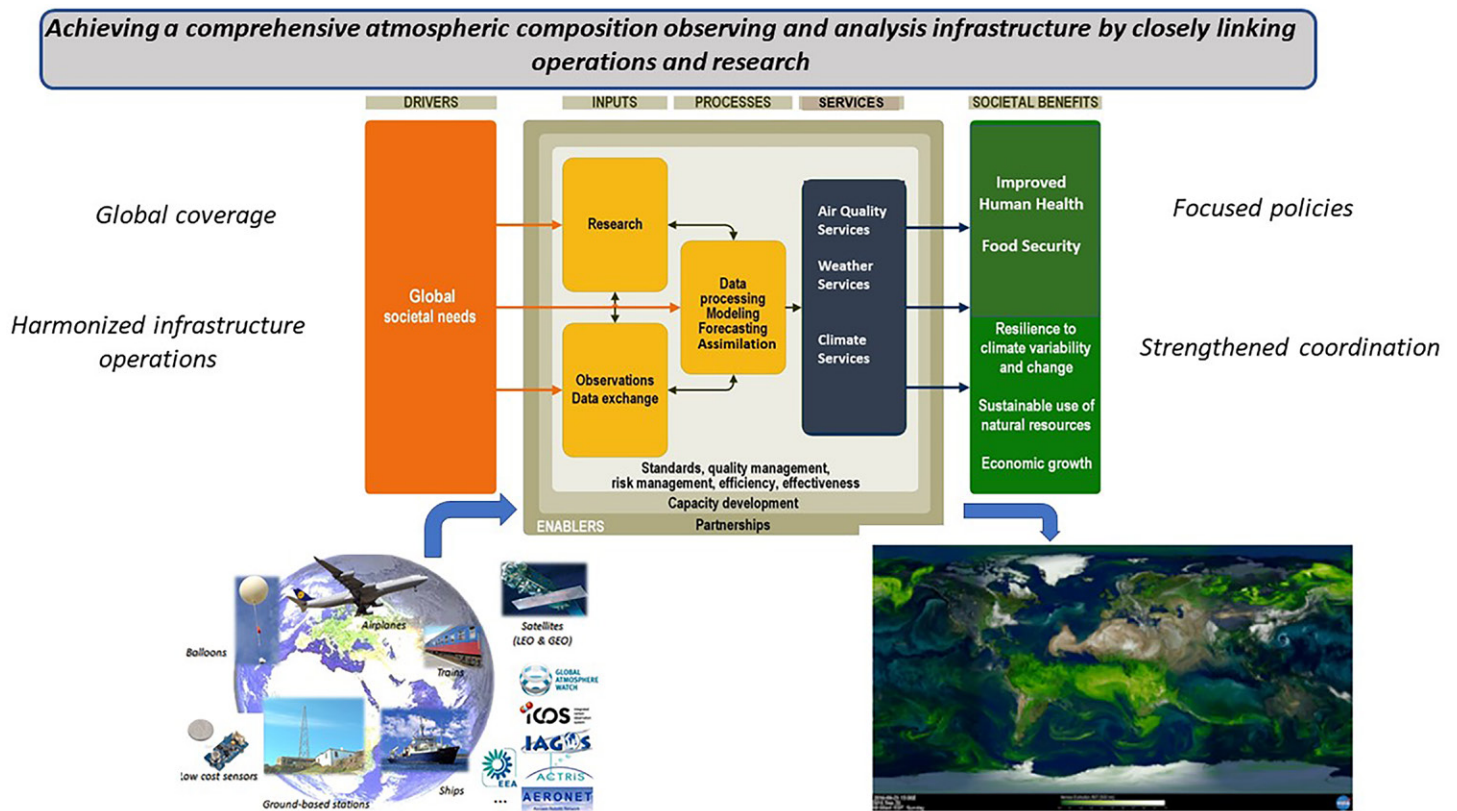 Achieving a comprehensive atmospheric composition observing and analysis infrastructure by closely linking
operations and research
DRIVERS
INPUTS
PROCESSES
SERVICES
SOCIETAL BENEFITS
Global coverage
Harmonized infrastructure
operations
Global
societal needs
Research
Observations
Data exchange
Data
processing
Modeling
Forecasting
Assimilation
Air Quality
Services
Weather
Services
Climate
Services
Improved
Human Health
Food Security
Resilience to
climate variability
and change
Sustainable use of
natural resources
Economic growth
Focused policies
Strengthened coordination
Standards, quality management,
risk management, efficiency, effectiveness
Capacity development
ENABLERS
Partnerships
Balloons
Airplanes
Trains
Satellites
(LEO & GEO)
Low cost sensors
Ground-based stations
Ships
GLOBAL
ATMOSPHERE
WATCH
ICOS
IAGOS
EEA
ACTRIS
...
AERONET